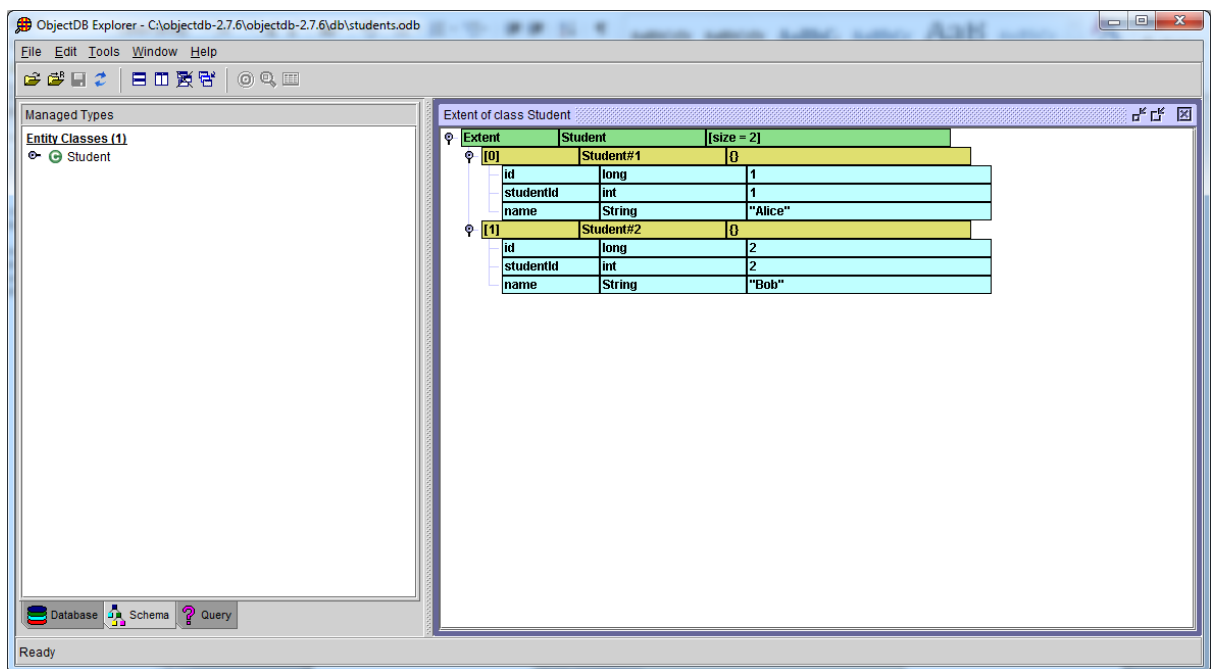 ObjectDB Explorer - C:\objectdb-2.7.6\objectdb-2.7.6\db\students.odb
File Edit Tools Window Help
Managed Types
Entity Classes (1)
Student
Extent of class Student
Extent Student [size = 2]
[0] Student#1 {}
id long 1
studentId int 1
name String "Alice"
[1] Student#2 {}
id long 2
studentId int 2
name String "Bob"
Database Schema Query
Ready